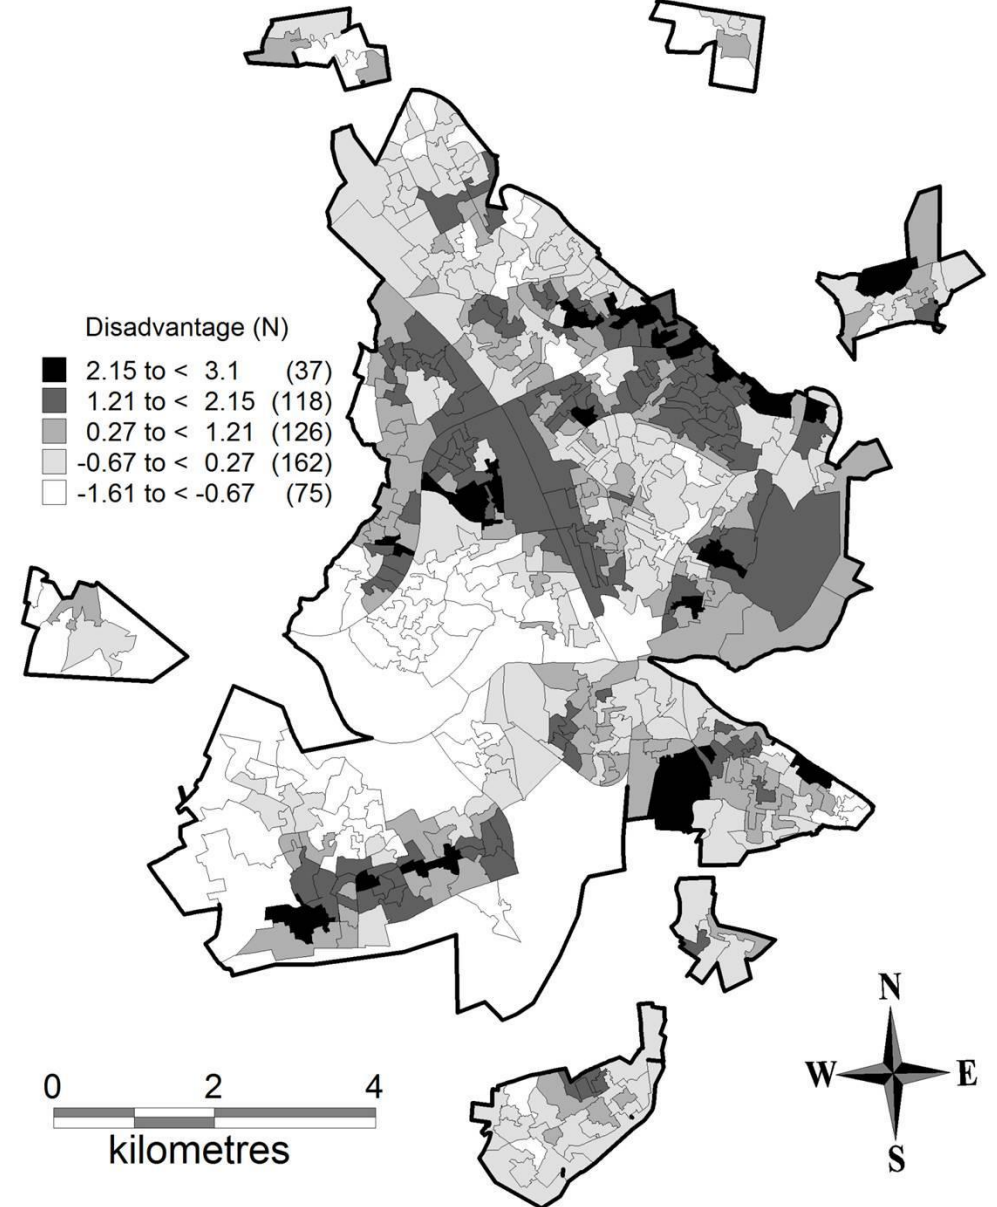 Disadvantage (N)
2.15 to < 3.1 (37)
1.21 to < 2.15 (118)
0.27 to < 1.21 (126)
-0.67 to < 0.27 (162)
-1.61 to < -0.67 (75)
N
W E
S
0 2 4
kilometres